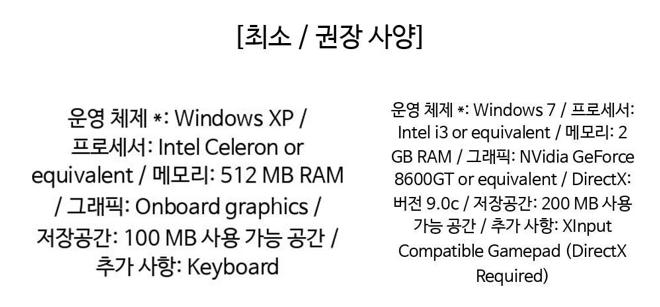 [최소 / 권장 사양]
운영 체제 *: Windows XP /
프로세서: Intel Celeron or
equivalent / 메모리: 512 MB RAM
/ 그래픽: Onboard graphics /
저장공간: 100 MB 사용 가능 공간 /
추가 사항: Keyboard
운영 체제 *: Windows 7 / 프로세서:
Intel i3 or equivalent / 메모리: 2
GB RAM / 그래픽: NVidia GeForce
8600GT or equivalent / DirectX:
버전 9.0c / 저장공간: 200 MB 사용
가능 공간 / 추가 사항: XInput
Compatible Gamepad (DirectX
Required)